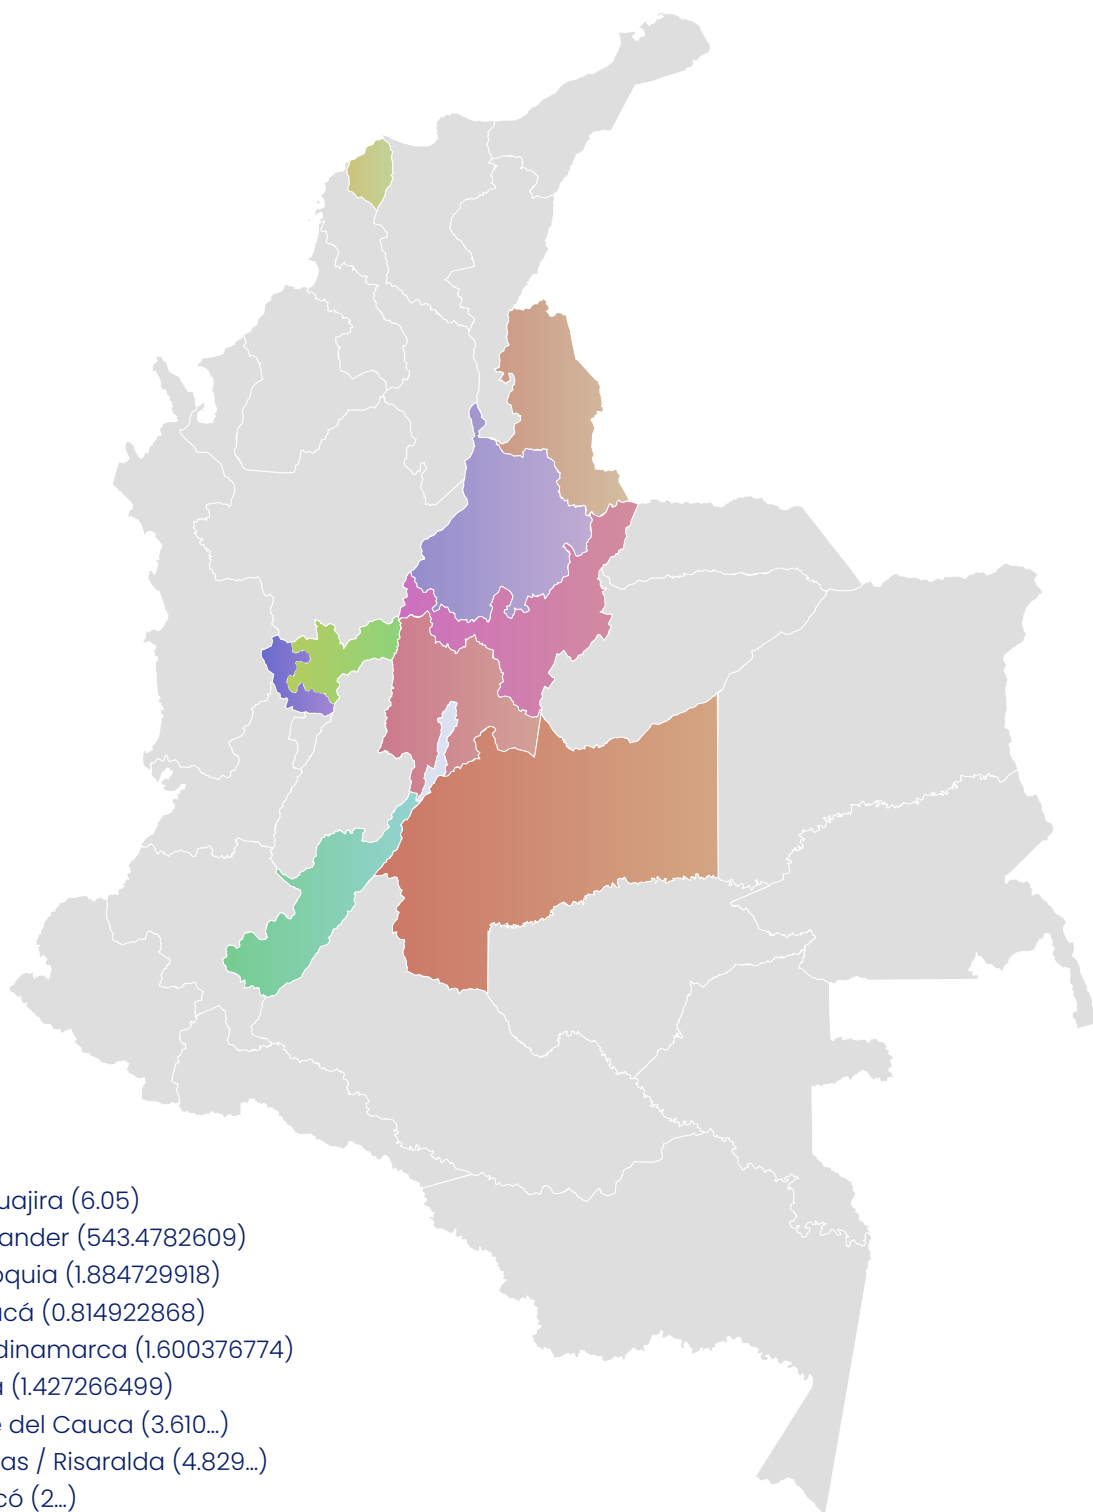 uajira (6.05)
ander (543.4782609)
oquia (1.884729918)
acá (0.814922868)
dinamarca (1.600376774)
a (1.427266499)
e del Cauca (3.610...)
as / Risaralda (4.829...)
có (2...)